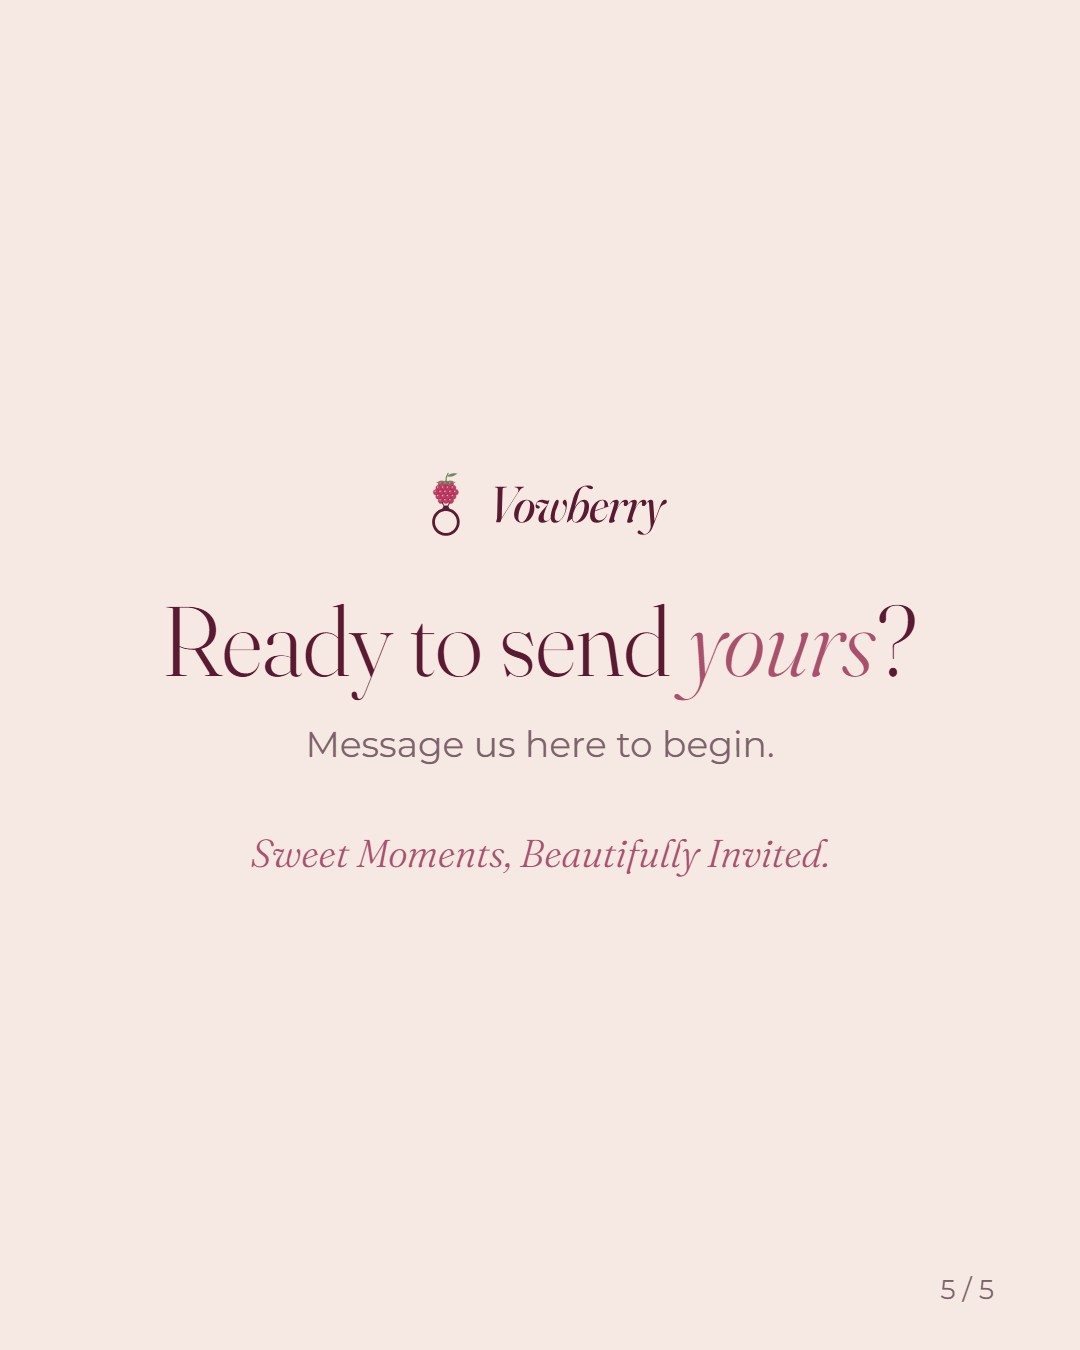 Vowberry
Ready to send yours?
Message us here to begin.
Sweet Moments, Beautifully Invited.
5 / 5